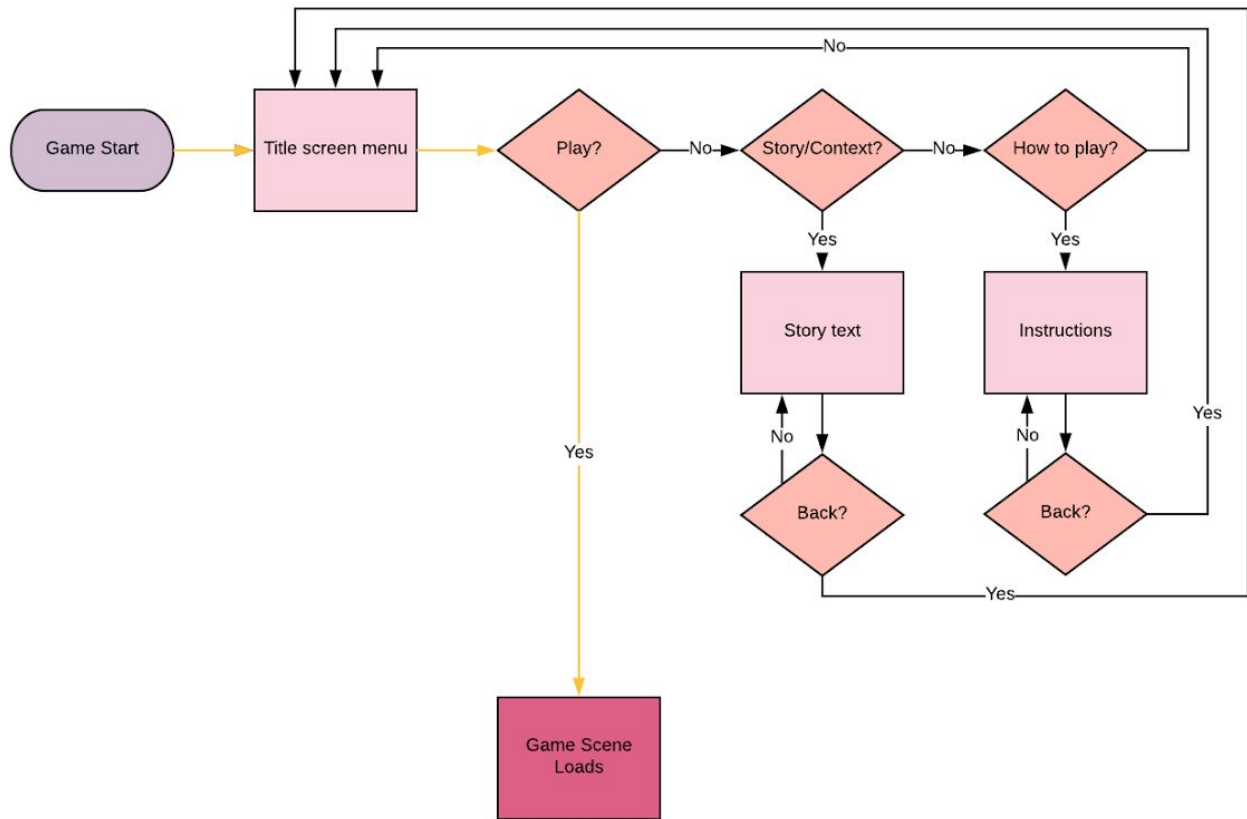 No
Game Start
Title screen menu
Play?
No
Story/Context?
No
How to play?
Yes
Yes
Story text
Instructions
Yes
No
No
Yes
Back?
Back?
Yes
Game Scene
Loads